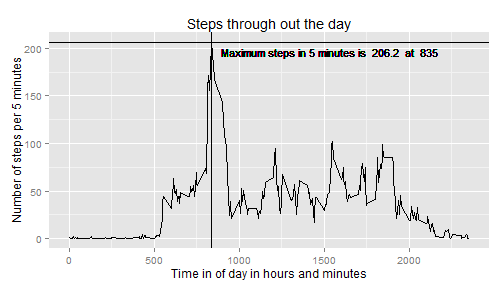 Steps through out the day
Maximum steps in 5 minutes is 206.2 at 835
Number of steps per 5 minutes
200
150
100
50
0
0 500 1000 1500 2000
Time in of day in hours and minutes